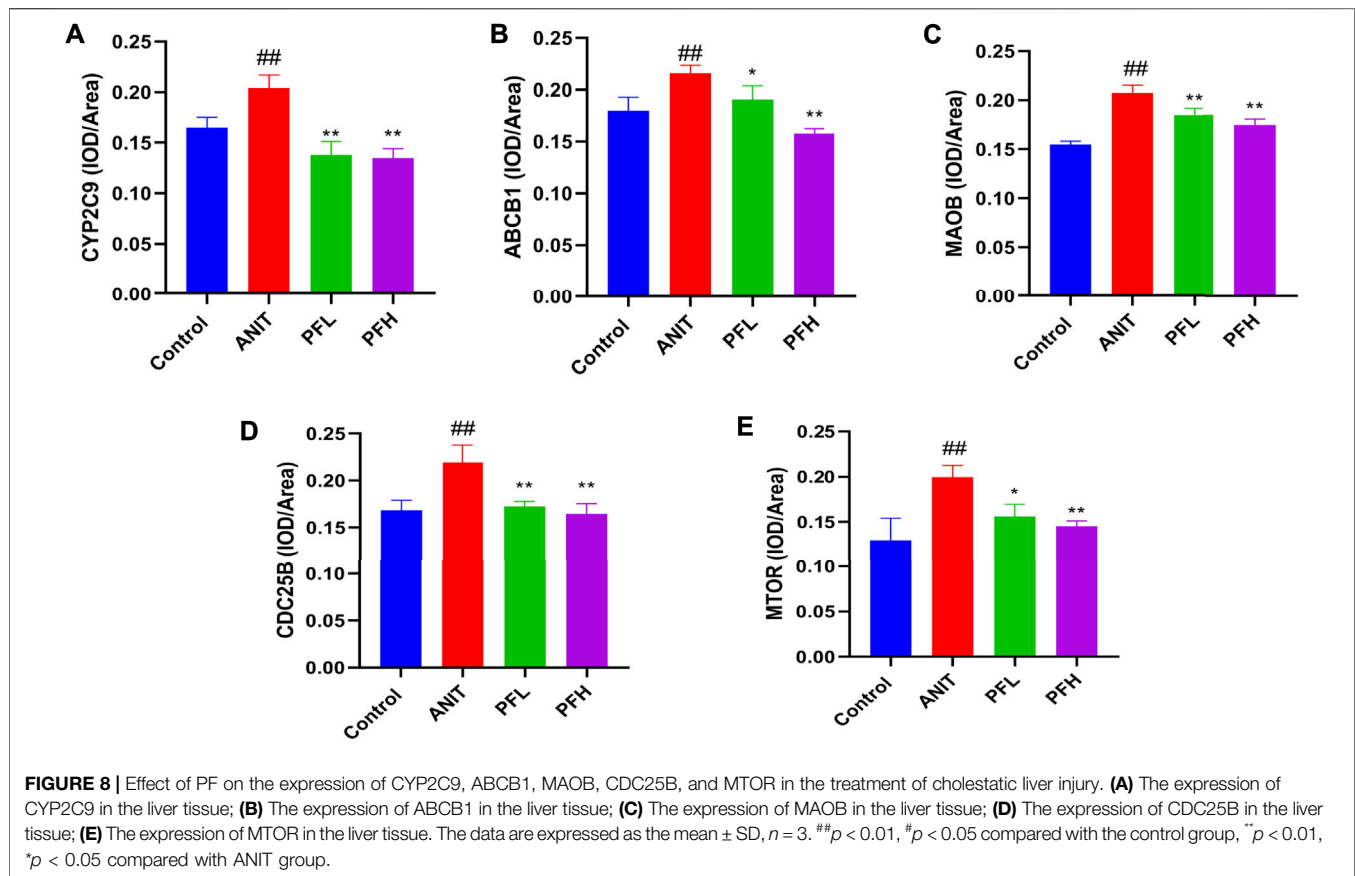 A
CYP2C9 (IOD/Area)
0.25
0.20
0.15
0.10
0.05
0.00
##
**
**
Control
ANIT
PFL
PFH
B
ABCB1 (IOD/Area)
0.25
0.20
0.15
0.10
0.05
0.00
##
*
**
Control
ANIT
PFL
PFH
C
MAOB (IOD/Area)
0.25
0.20
0.15
0.10
0.05
0.00
##
**
**
Control
ANIT
PFL
PFH
D
CDC25B (IOD/Area)
0.25
0.20
0.15
0.10
0.05
0.00
##
**
**
Control
ANIT
PFL
PFH
E
MTOR (IOD/Area)
0.25
0.20
0.15
0.10
0.05
0.00
##
*
**
Control
ANIT
PFL
PFH
FIGURE 8 | Effect of PF on the expression of CYP2C9, ABCB1, MAOB, CDC25B, and MTOR in the treatment of cholestatic liver injury. (A) The expression of
CYP2C9 in the liver tissue; (B) The expression of ABCB1 in the liver tissue; (C) The expression of MAOB in the liver tissue; (D) The expression of CDC25B in the liver
tissue; (E) The expression of MTOR in the liver tissue. The data are expressed as the mean ± SD, n = 3. ##p < 0.01, #p < 0.05 compared with the control group, **p < 0.01,
*p < 0.05 compared with ANIT group.